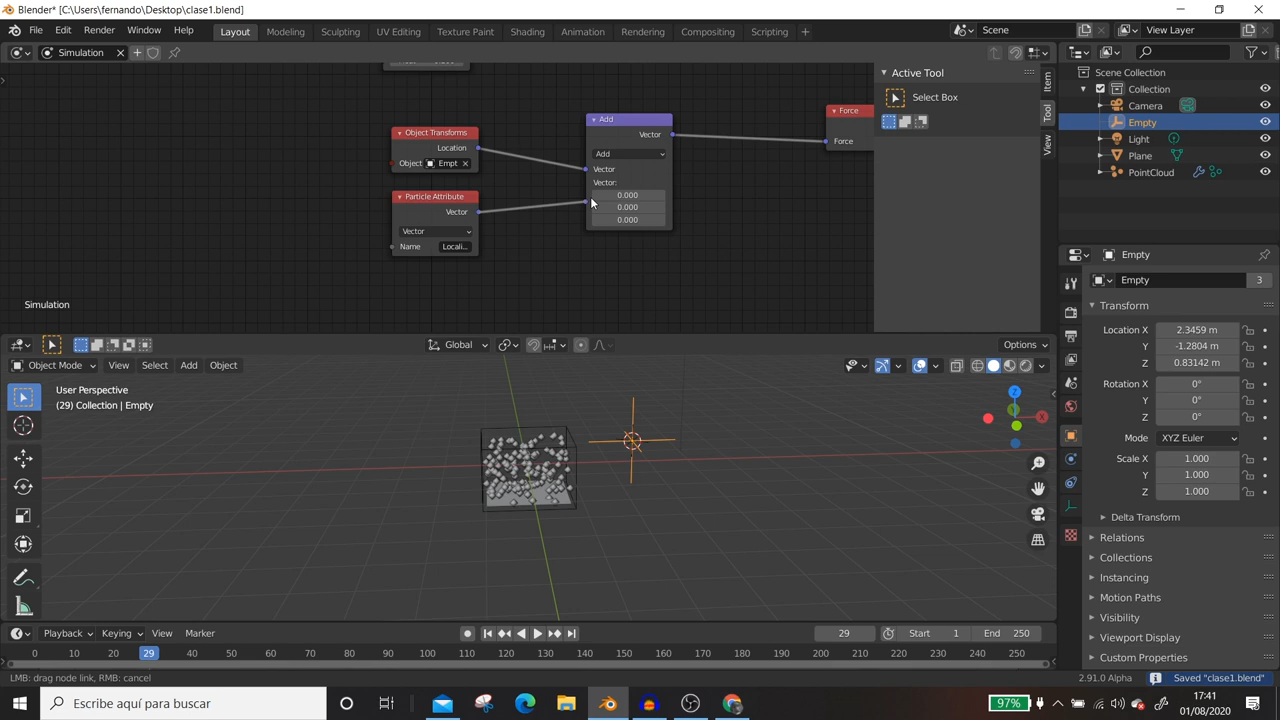 Blender* [C:\Users\fernando\Desktop\clase1.blend]
File Edit Render Window Help Layout Modeling Sculpting UV Editing Texture Paint Shading Animation Rendering Compositing Scripting + Scene View Layer
Simulation
Active Tool
Select Box
Item
Tool
View
Scene Collection
Collection
Camera
Empty
Light
Plane
PointCloud
Object Transforms
Location
Object Empt
Particle Attribute
Vector
Vector
Name Locali...
Add
Vector
Add
Vector
Vector:
0.000
0.000
0.000
Force
Force
Simulation
Empty
Empty 3
Transform
Location X 2.3459 m
Y -1.2804 m
Z 0.83142 m
Rotation X 0°
Y 0°
Z 0°
Mode XYZ Euler
Scale X 1.000
Y 1.000
Z 1.000
Delta Transform
Relations
Collections
Instancing
Motion Paths
Visibility
Viewport Display
Custom Properties
Global Options
Object Mode View Select Add Object
User Perspective
(29) Collection | Empty
Z
X
Playback Keying View Marker 29 Start 1 End 250
0 10 20 29 40 50 60 70 80 90 100 110 120 130 140 150 160 170 180 190 200 210 220 230 240 250
LMB: drag node link, RMB: cancel 2.91.0 Alpha Saved "clase1.blend"
Escribe aquí para buscar 97% 17:41
01/08/2020